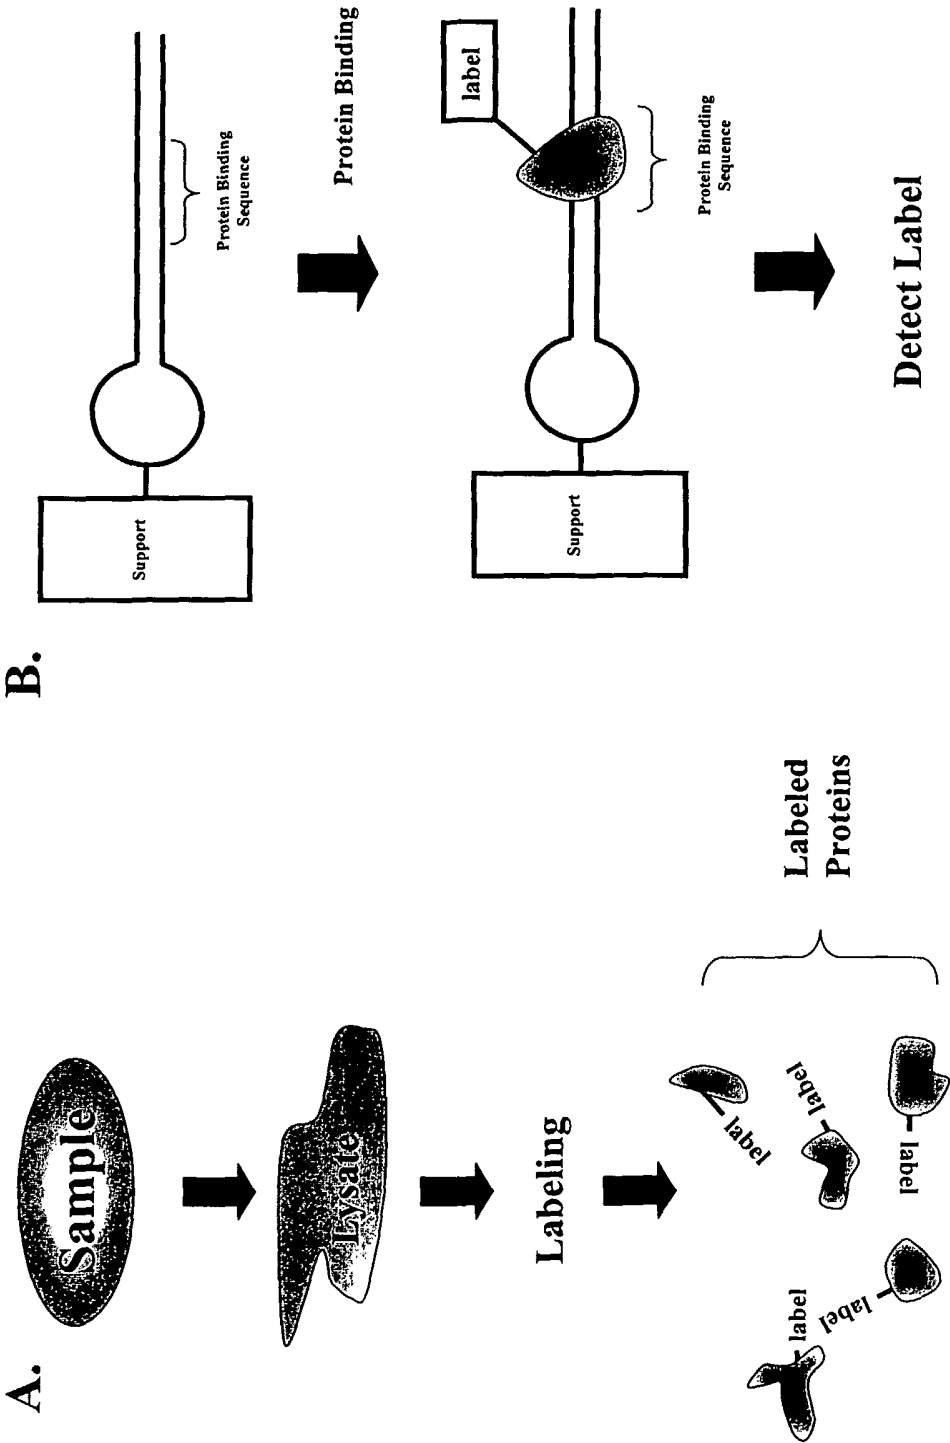 A.
Sample
Lysate
Labeling
label
label
label
label
label
Labeled
Proteins
B.
Support
Protein Binding
Sequence
Protein Binding
label
Support
Protein Binding
Sequence
Detect Label